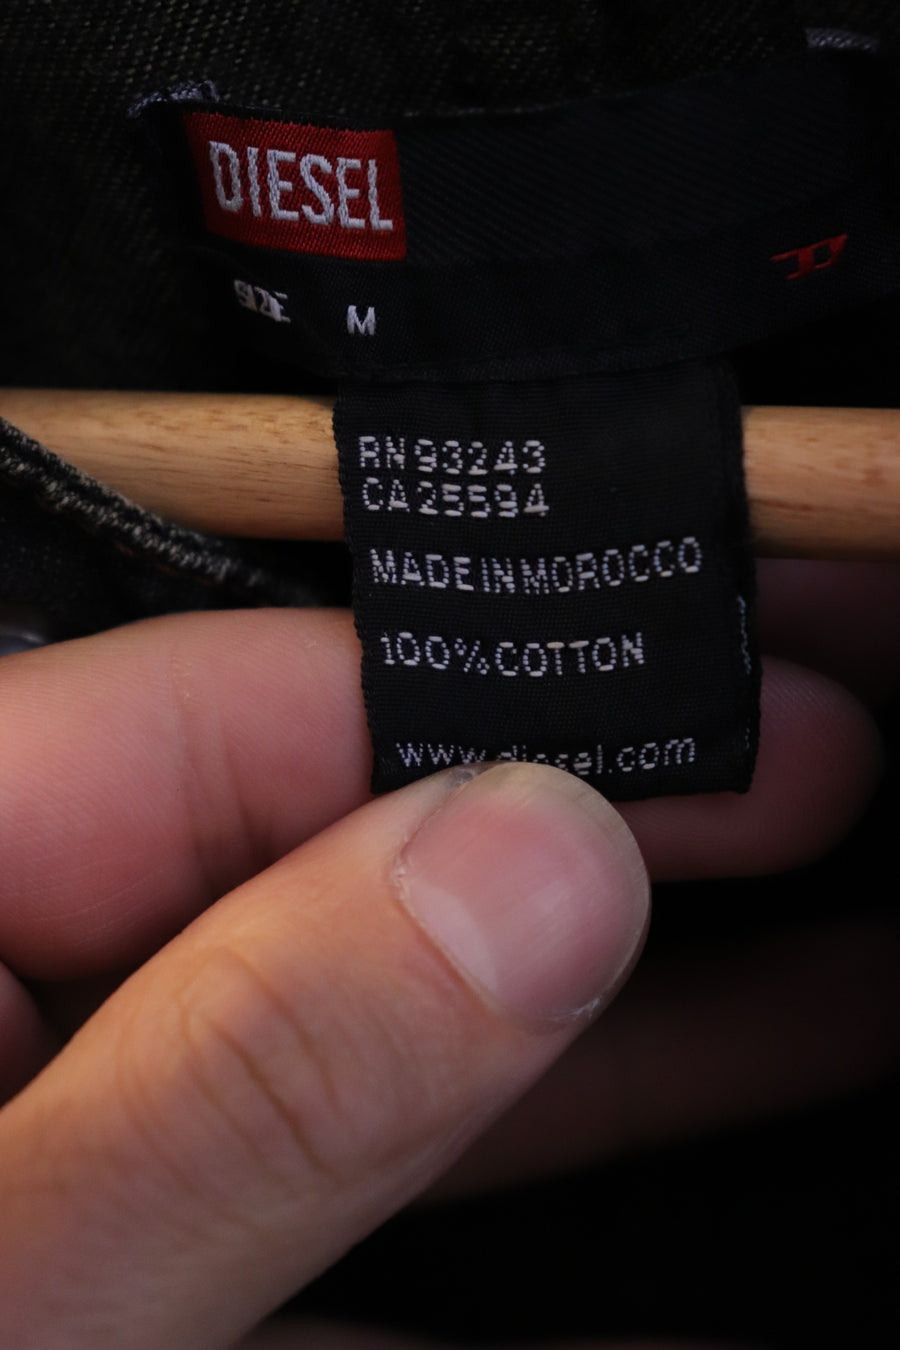 DIESEL
SIZE M
RN 93243
CA 25594
MADE IN MOROCCO
100% COTTON
www.diesel.com